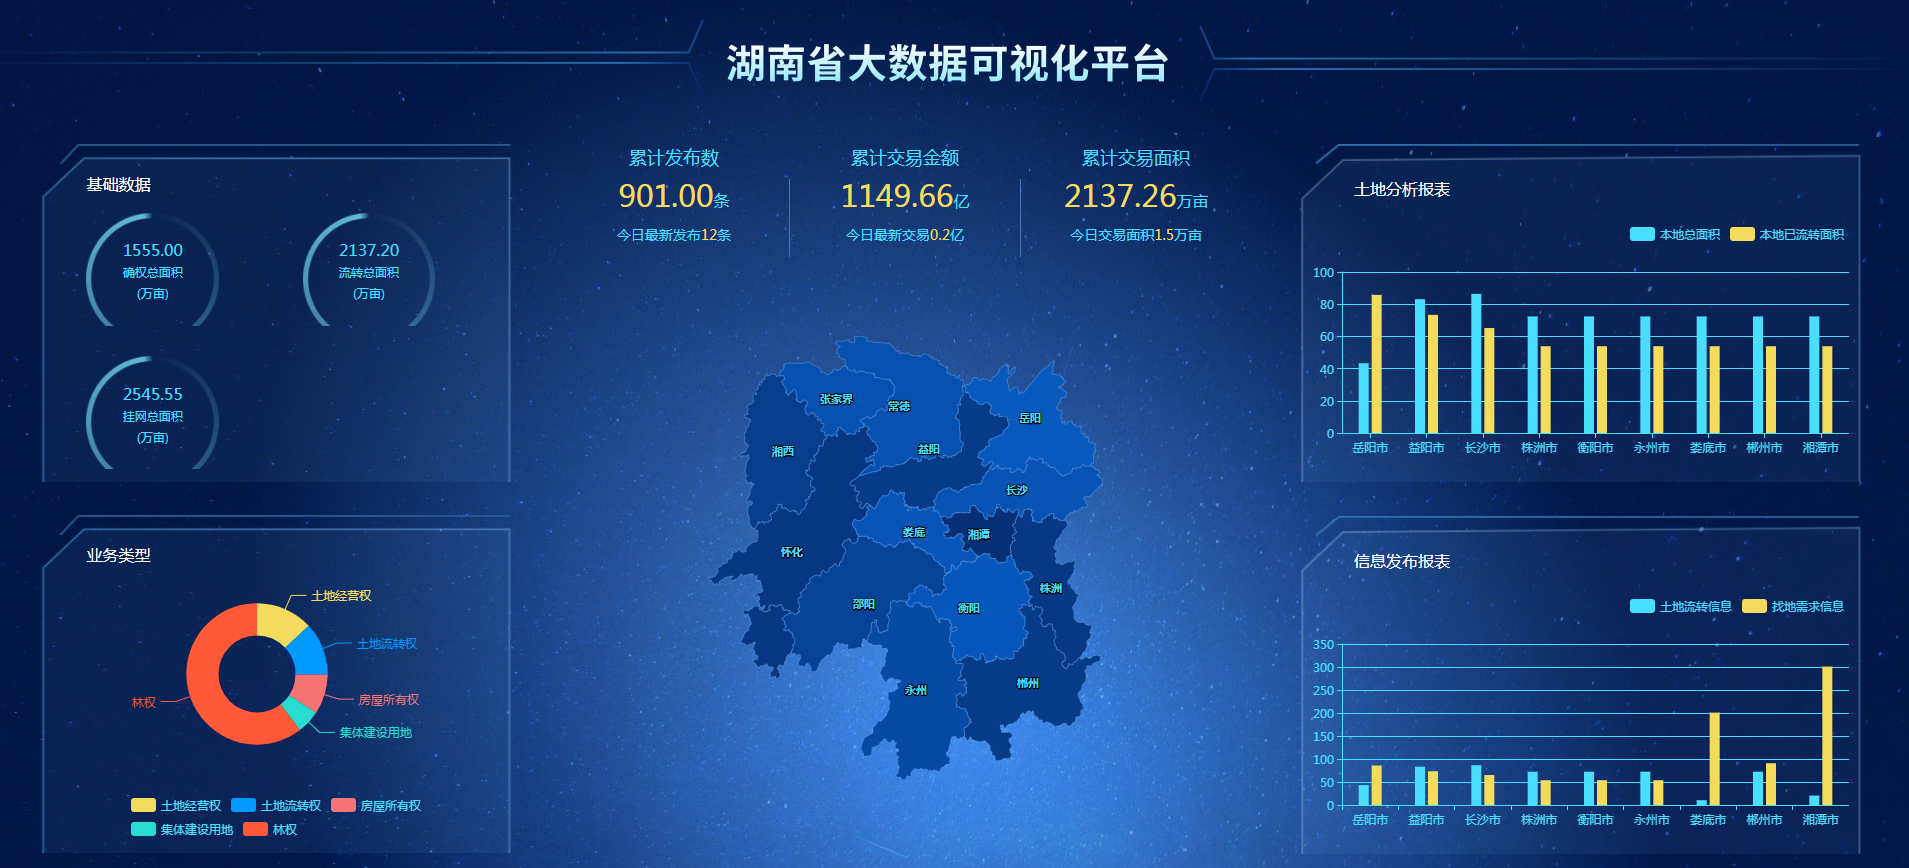 湖南省大数据可视化平台
基础数据
1555.00
确权总面积
(万亩)
2137.20
流转总面积
(万亩)
2545.55
挂网总面积
(万亩)
业务类型
土地经营权
土地流转权
房屋所有权
集体建设用地
林权
土地经营权 土地流转权 房屋所有权
集体建设用地 林权
累计发布数
901.00条
今日最新发布12条
累计交易金额
1149.66亿
今日最新交易0.2亿
累计交易面积
2137.26万亩
今日交易面积1.5万亩
张家界
常德
岳阳
湘西
益阳
长沙
娄底
湘潭
怀化
株洲
邵阳
衡阳
永州
郴州
土地分析报表
本地总面积 本地已流转面积
100
80
60
40
20
0
岳阳市 益阳市 长沙市 株洲市 衡阳市 永州市 娄底市 郴州市 湘潭市
信息发布报表
土地流转信息 找地需求信息
350
300
250
200
150
100
50
0
岳阳市 益阳市 长沙市 株洲市 衡阳市 永州市 娄底市 郴州市 湘潭市